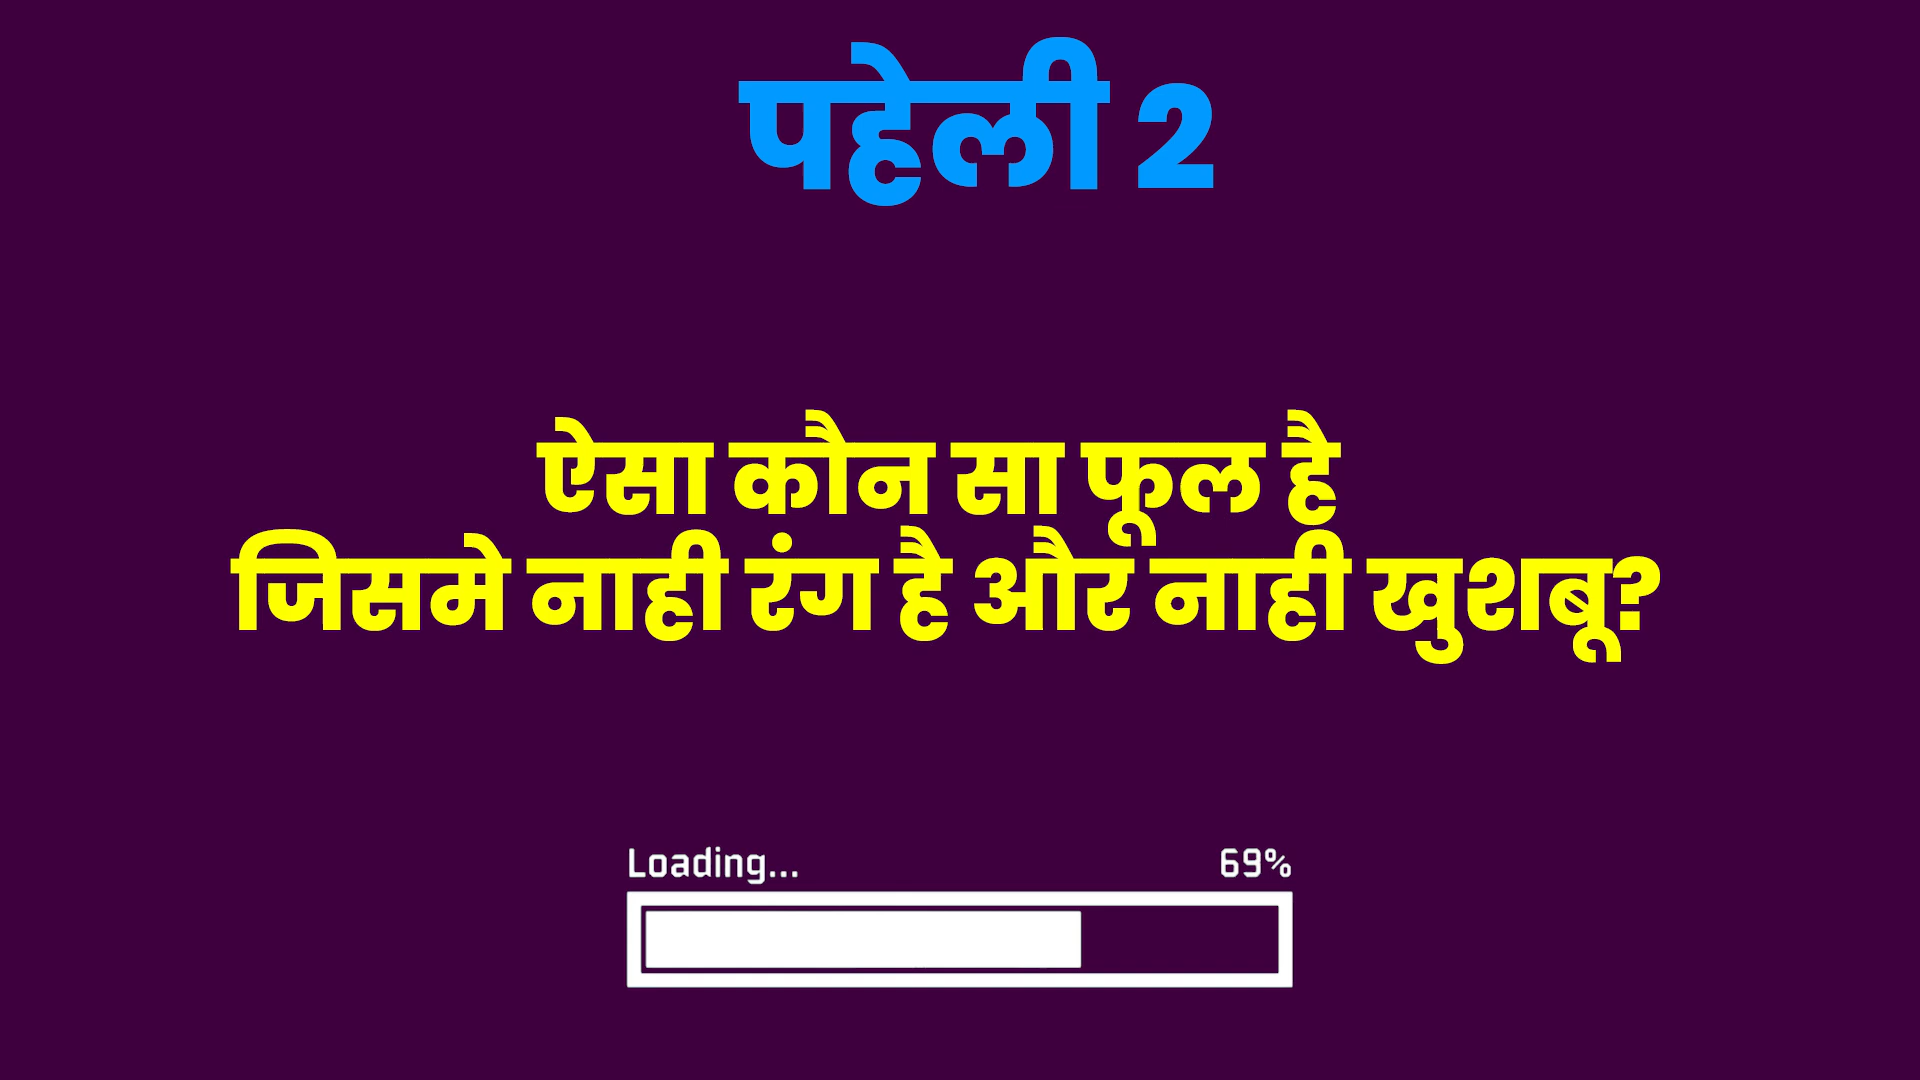 पहेली 2
ऐसा कौन सा फूल है
जिसमे नाही रंग है और नाही खुशबू?
Loading... 69%